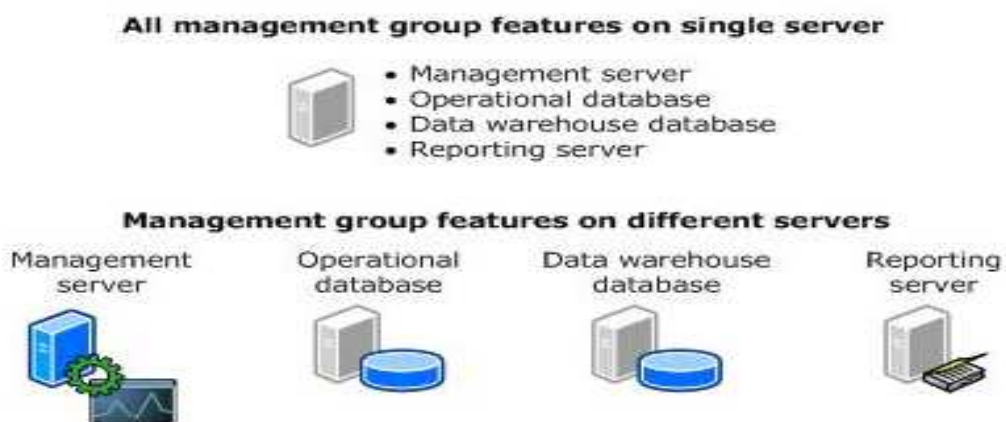 All management group features on single server
• Management server
• Operational database
• Data warehouse database
• Reporting server
Management group features on different servers
Management
server
Operational
database
Data warehouse
database
Reporting
server